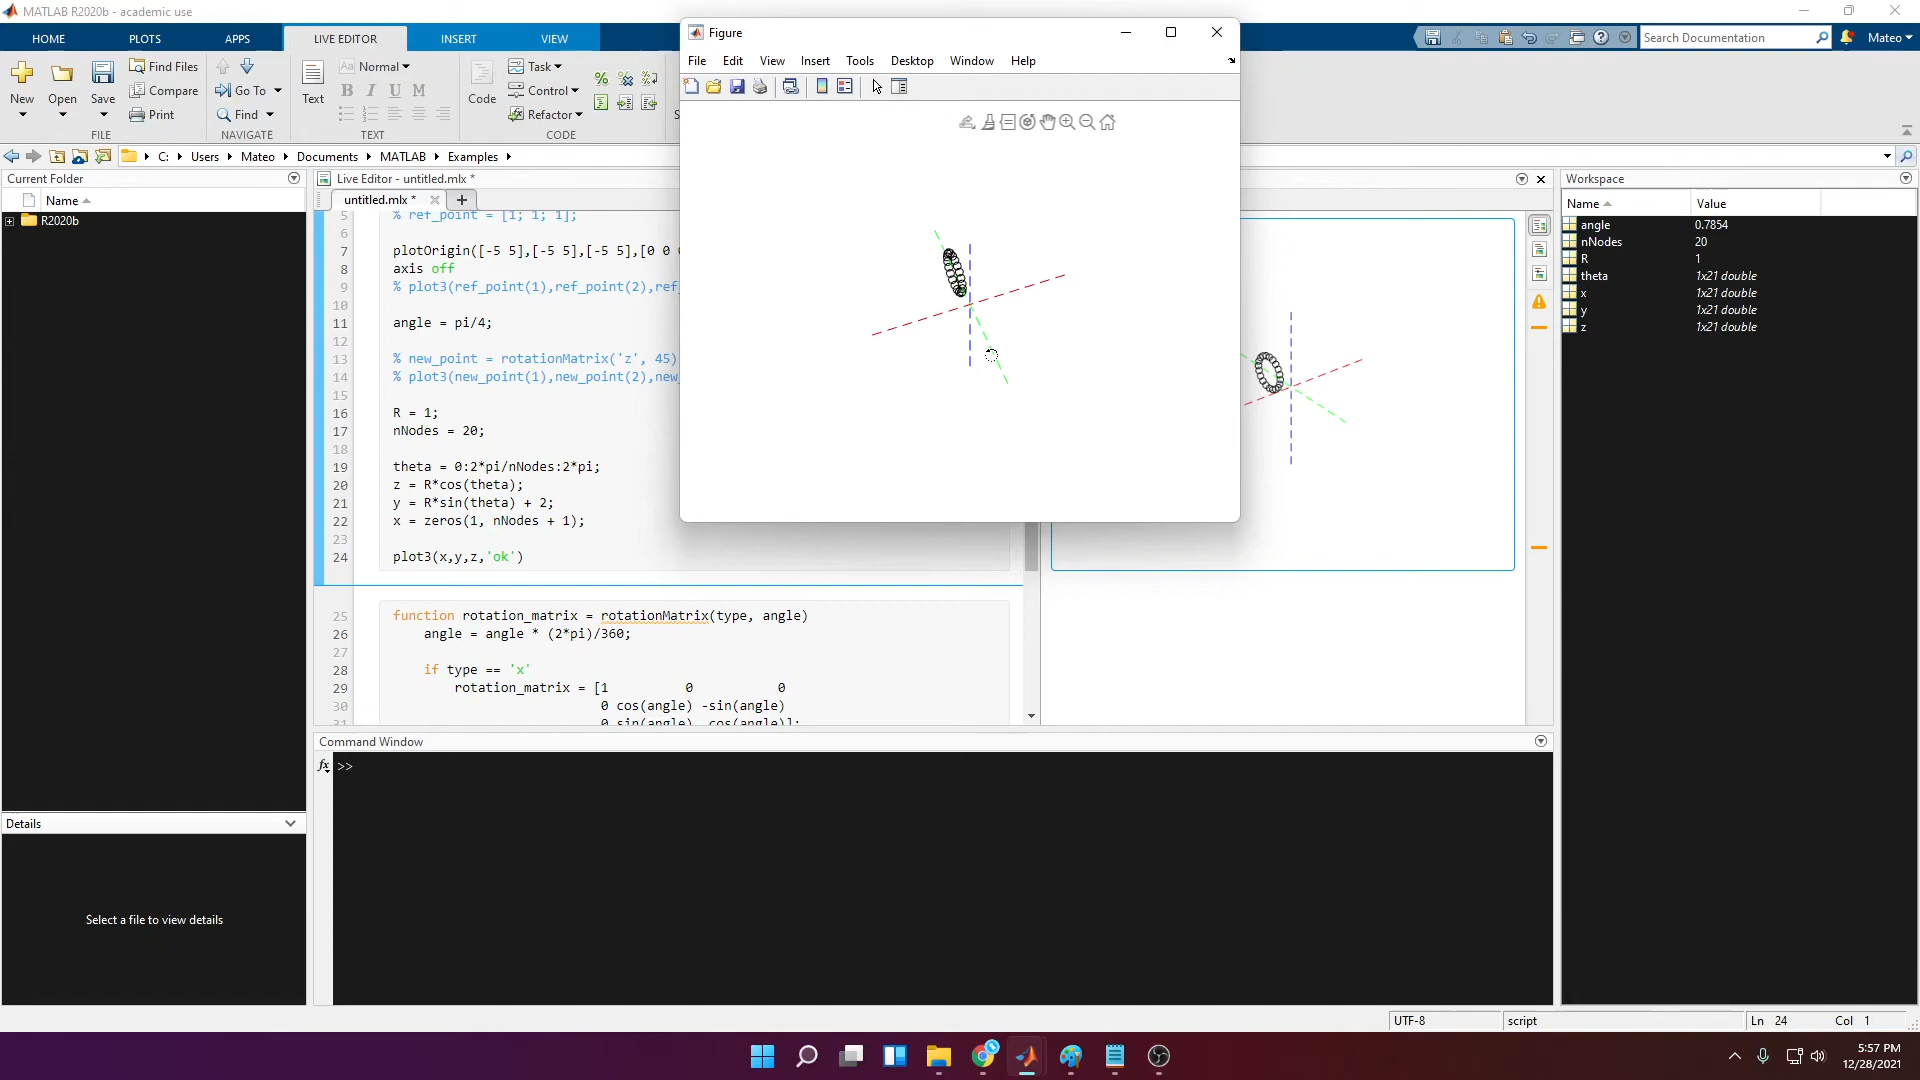 MATLAB R2020b - academic use
HOME PLOTS APPS LIVE EDITOR INSERT VIEW
Search Documentation
Mateo
New
Open
Save
Find Files
Compare
Print
FILE
Go To
Find
NAVIGATE
Text
Normal
B I U M
TEXT
Code
Task
Control
Refactor
CODE
C: Users Mateo Documents MATLAB Examples
Current Folder
Name
R2020b
Details
Select a file to view details
Live Editor - untitled.mlx *
untitled.mlx *
5 % ref_point = [1; 1; 1];
6
7 plotOrigin([-5 5],[-5 5],[-5 5],[0 0
8 axis off
9 % plot3(ref_point(1),ref_point(2),ref_
10
11 angle = pi/4;
12
13 % new_point = rotationMatrix('z', 45)
14 % plot3(new_point(1),new_point(2),new_
15
16 R = 1;
17 nNodes = 20;
18
19 theta = 0:2*pi/nNodes:2*pi;
20 z = R*cos(theta);
21 y = R*sin(theta) + 2;
22 x = zeros(1, nNodes + 1);
23
24 plot3(x,y,z,'ok')
25 function rotation_matrix = rotationMatrix(type, angle)
26 angle = angle * (2*pi)/360;
27
28 if type == 'x'
29 rotation_matrix = [1 0 0
30 0 cos(angle) -sin(angle)
31 0 sin(angle) cos(angle)];
Figure
File Edit View Insert Tools Desktop Window Help
Command Window
fx >>
Workspace
Name Value
angle 0.7854
nNodes 20
R 1
theta 1x21 double
x 1x21 double
y 1x21 double
z 1x21 double
UTF-8 script Ln 24 Col 1
5:57 PM
12/28/2021